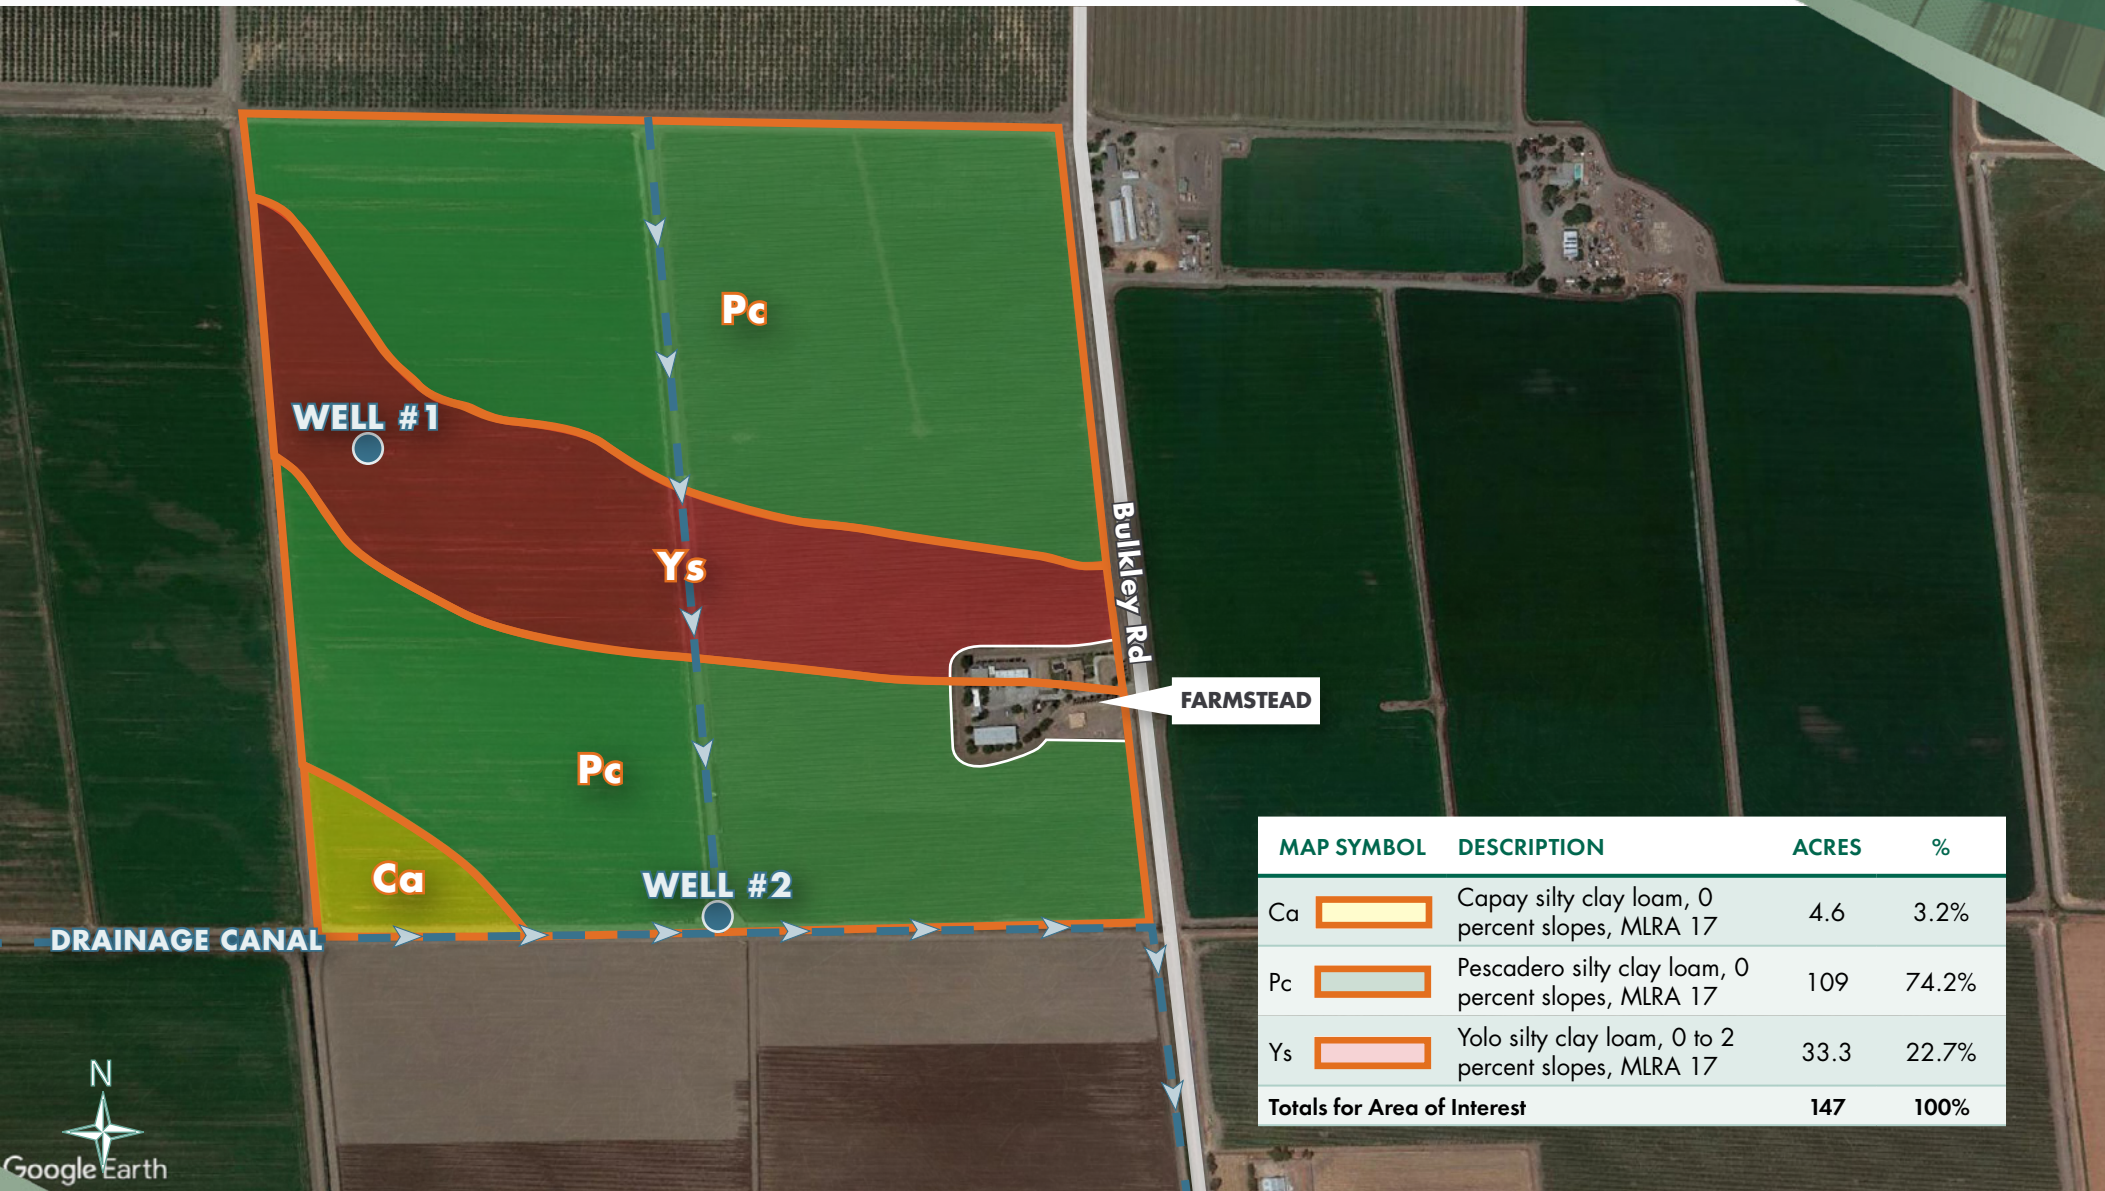 Pc
WELL #1
Ys
Bulkley Rd
FARMSTEAD
Pc
Ca
WELL #2
DRAINAGE CANAL
MAP SYMBOL DESCRIPTION ACRES %
Ca Capay silty clay loam, 0 4.6 3.2%
percent slopes, MLRA 17
Pc Pescadero silty clay loam, 0 109 74.2%
percent slopes, MLRA 17
Ys Yolo silty clay loam, 0 to 2 33.3 22.7%
percent slopes, MLRA 17
Totals for Area of Interest 147 100%
N
Google Earth